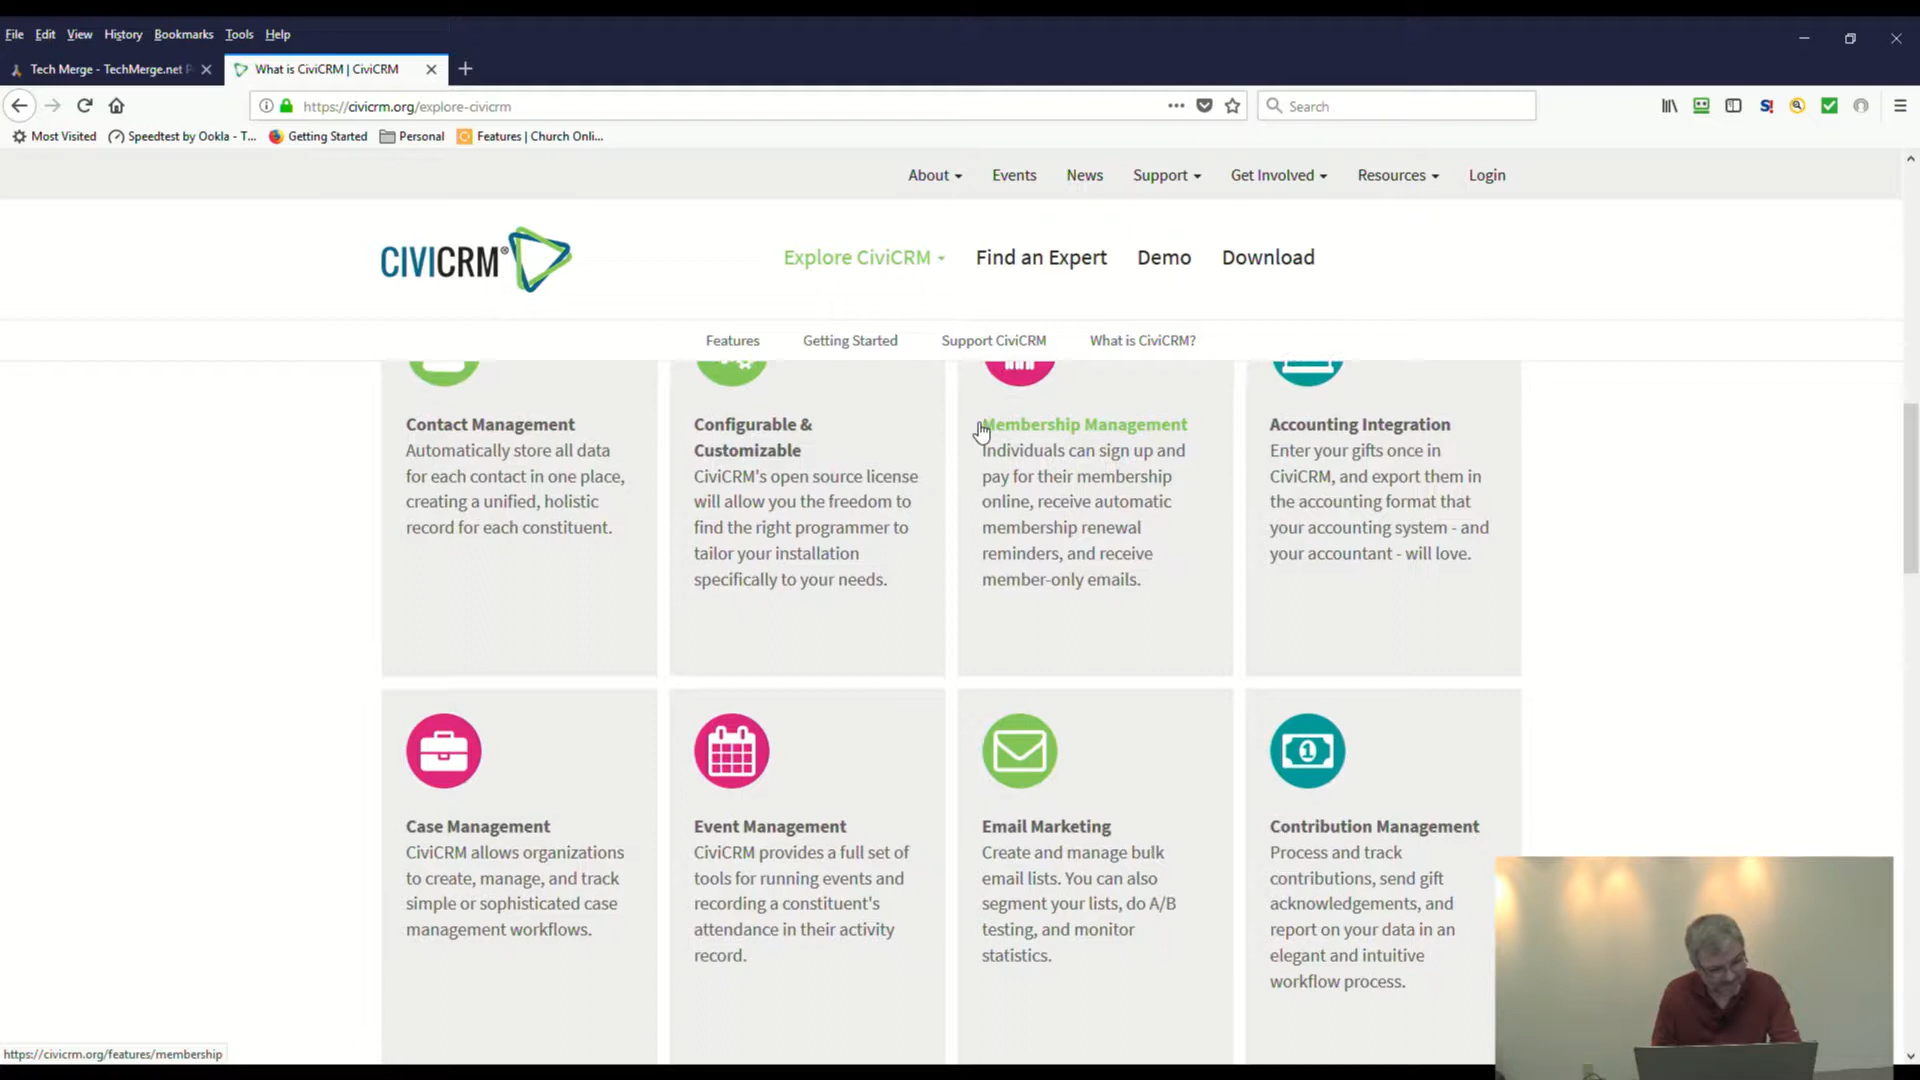 File Edit View History Bookmarks Tools Help
Tech Merge - TechMerge.net P
What is CiviCRM | CiviCRM
https://civicrm.org/explore-civicrm
Search
Most Visited
Speedtest by Ookla - T...
Getting Started
Personal
Features | Church Onli...
About Events News Support Get Involved Resources Login
CIVICRM®
Explore CiviCRM Find an Expert Demo Download
Features Getting Started Support CiviCRM What is CiviCRM?
Contact Management
Automatically store all data
for each contact in one place,
creating a unified, holistic
record for each constituent.
Configurable &
Customizable
CiviCRM's open source license
will allow you the freedom to
find the right programmer to
tailor your installation
specifically to your needs.
Membership Management
Individuals can sign up and
pay for their membership
online, receive automatic
membership renewal
reminders, and receive
member-only emails.
Accounting Integration
Enter your gifts once in
CiviCRM, and export them in
the accounting format that
your accounting system - and
your accountant - will love.
Case Management
CiviCRM allows organizations
to create, manage, and track
simple or sophisticated case
management workflows.
Event Management
CiviCRM provides a full set of
tools for running events and
recording a constituent's
attendance in their activity
record.
Email Marketing
Create and manage bulk
email lists. You can also
segment your lists, do A/B
testing, and monitor
statistics.
1
Contribution Management
Process and track
contributions, send gift
acknowledgements, and
report on your data in an
elegant and intuitive
workflow process.
https://civicrm.org/features/membership